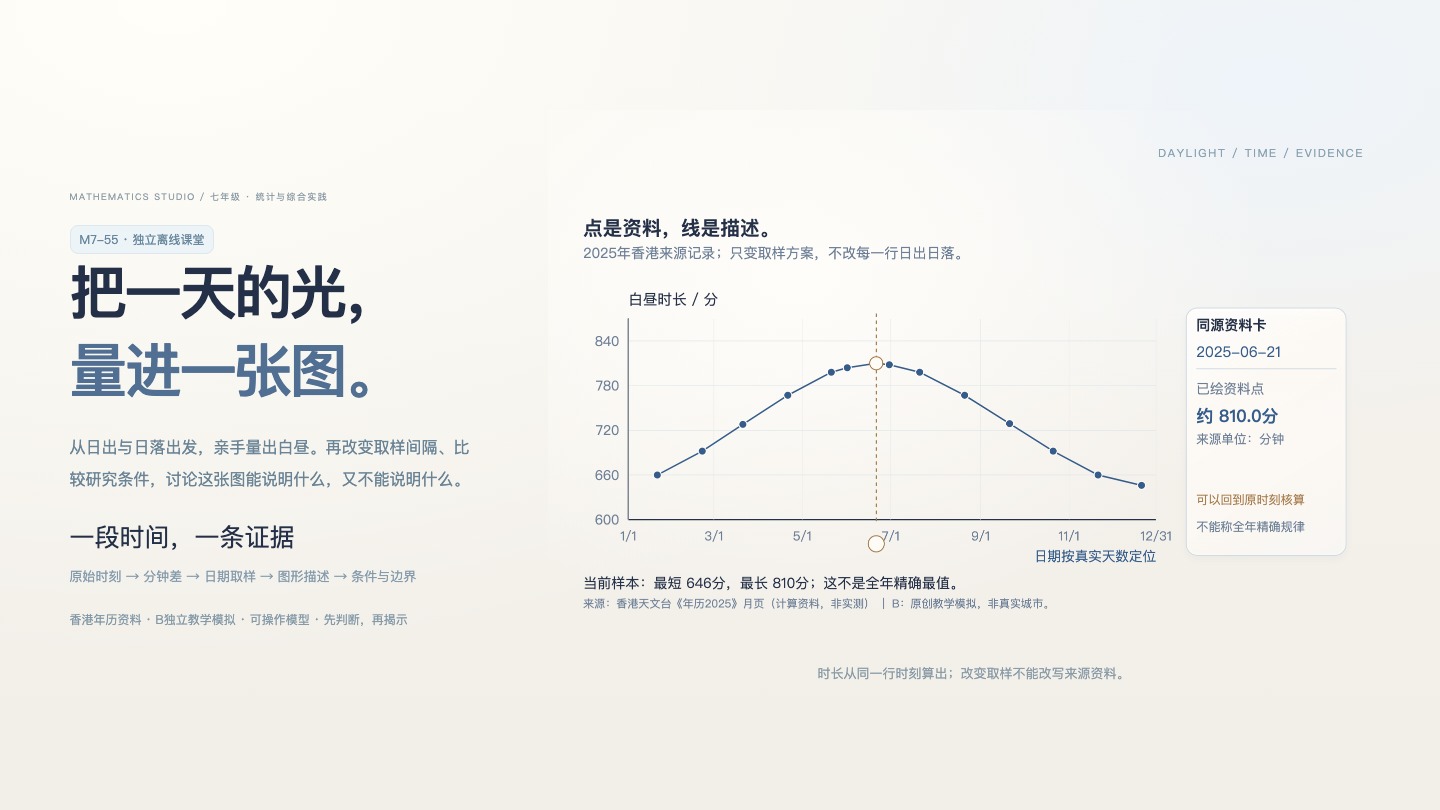 DAYLIGHT / TIME / EVIDENCE
MATHEMATICS STUDIO / 七年级 · 统计与综合实践
M7–55 · 独立离线课堂
把一天的光，
量进一张图。
从日出与日落出发，亲手量出白昼。再改变取样间隔、比
较研究条件，讨论这张图能说明什么，又不能说明什么。
一段时间，一条证据
原始时刻 → 分钟差 → 日期取样 → 图形描述 → 条件与边界
香港年历资料 · B独立教学模拟 · 可操作模型 · 先判断，再揭示
点是资料，线是描述。
2025年香港来源记录；只变取样方案，不改每一行日出日落。
白昼时长 / 分
840
780
720
660
600
1/1 3/1 5/1 7/1 9/1 11/1 12/31
日期按真实天数定位
当前样本：最短 646分，最长 810分；这不是全年精确最值。
来源：香港天文台《年历2025》月页（计算资料，非实测）｜B：原创教学模拟，非真实城市。
同源资料卡
2025–06–21
已绘资料点
约 810.0分
来源单位：分钟
可以回到原时刻核算
不能称全年精确规律
时长从同一行时刻算出；改变取样不能改写来源资料。